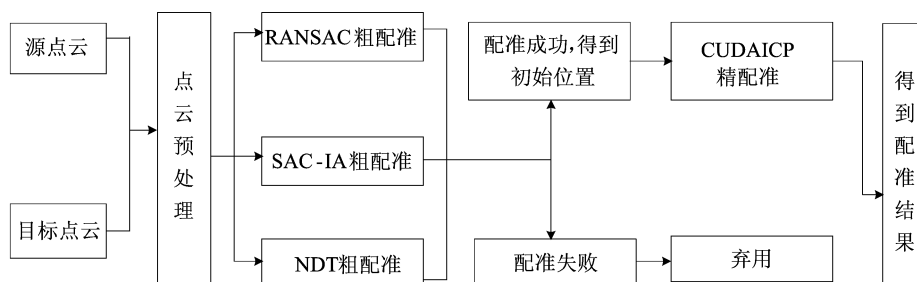 源点云
目标点云
点
云
预
处
理
RANSAC粗配准
SAC-IA粗配准
NDT粗配准
配准成功,得到
初始位置
配准失败
CUDAICP
精配准
弃用
得
到
配
准
结
果